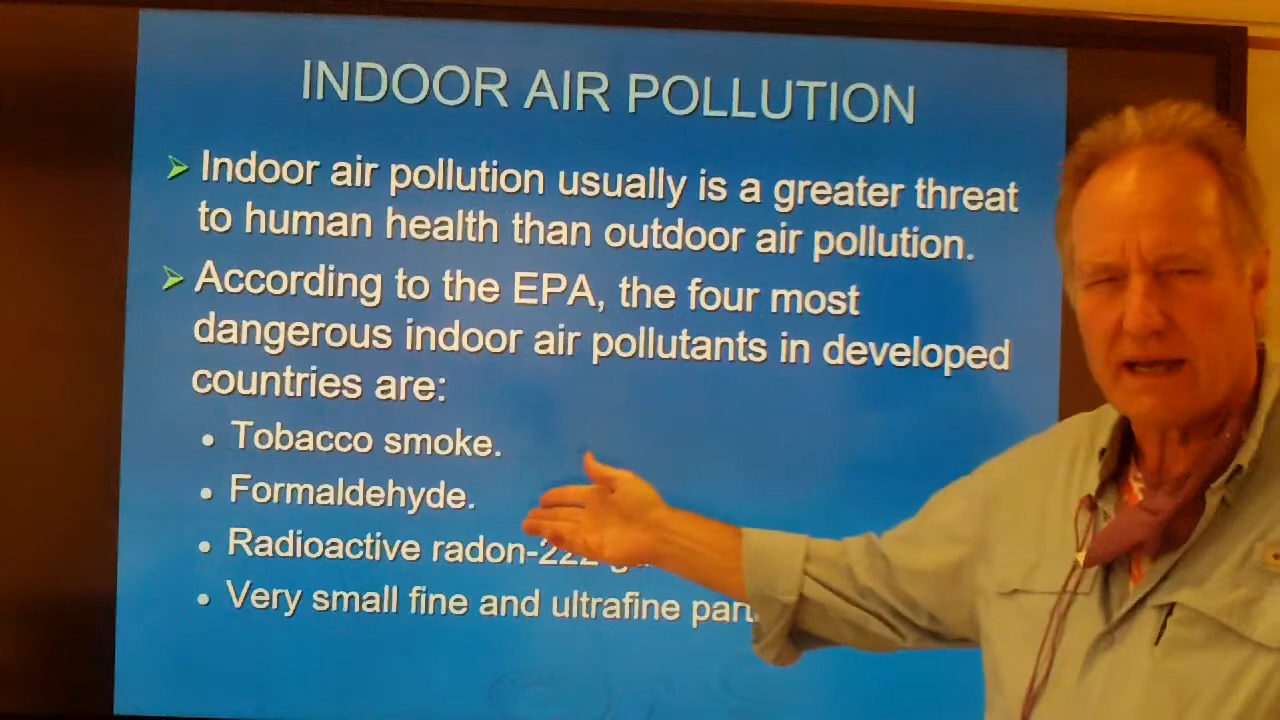 INDOOR AIR POLLUTION
Indoor air pollution usually is a greater threat
to human health than outdoor air pollution.
According to the EPA, the four most
dangerous indoor air pollutants in developed
countries are:
Tobacco smoke.
Formaldehyde.
Radioactive radon-222
Very small fine and ultrafine